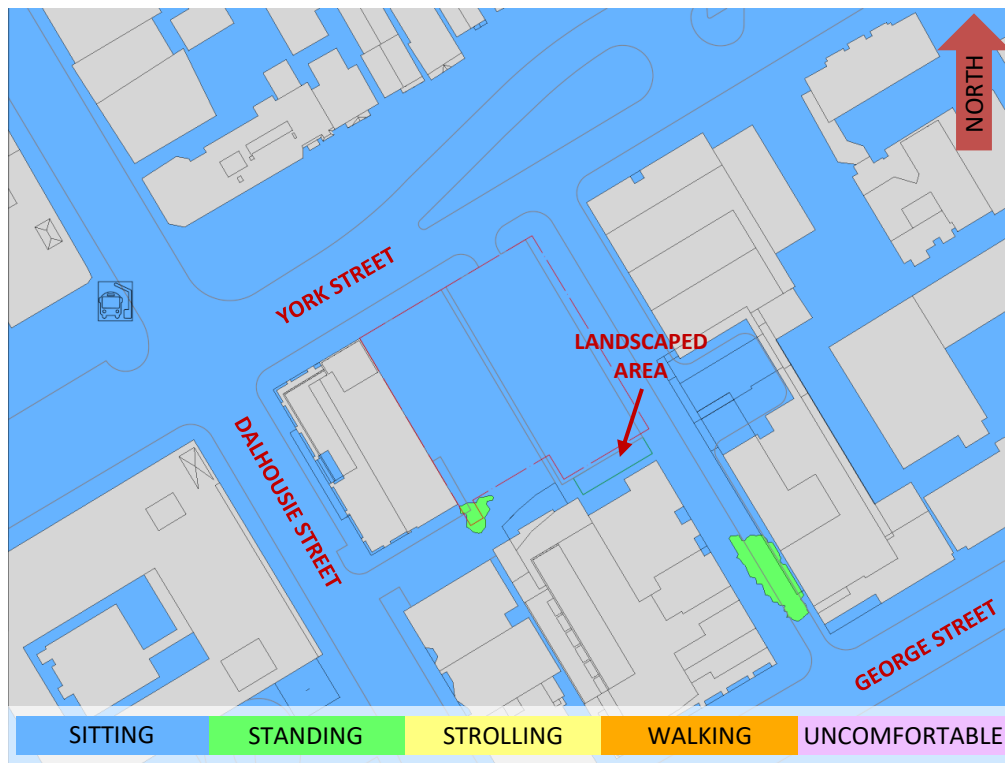 NORTH
YORK STREET
LANDSCAPED
AREA
DALHOUSIE STREET
GEORGE STREET
SITTING
STANDING
STROLLING
WALKING
UNCOMFORTABLE